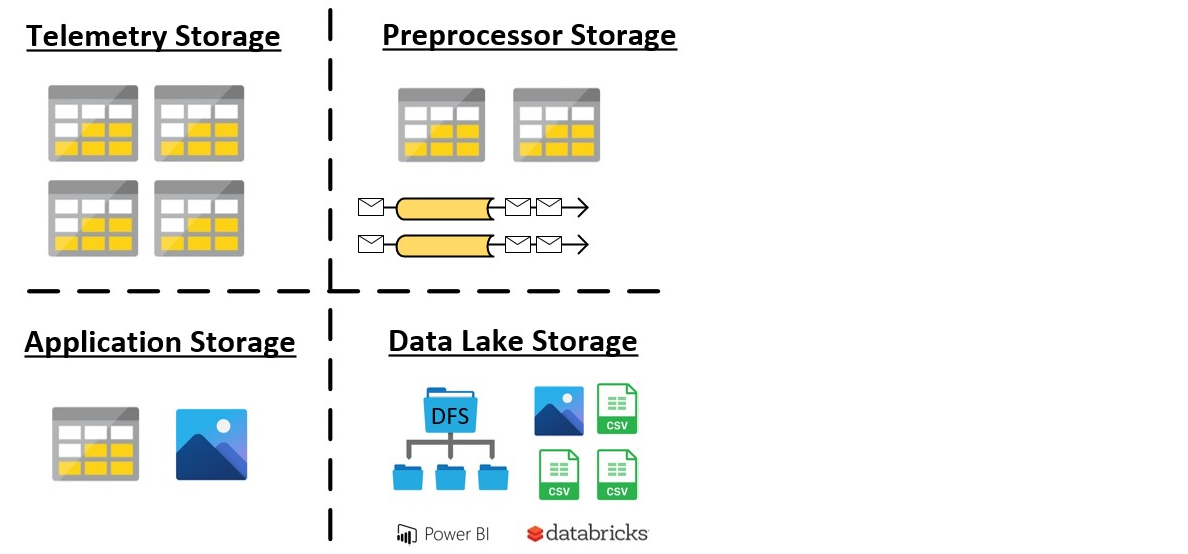 Telemetry Storage
Preprocessor Storage
Application Storage
Data Lake Storage
DFS
CSV
CSV
CSV
Power BI
databricks